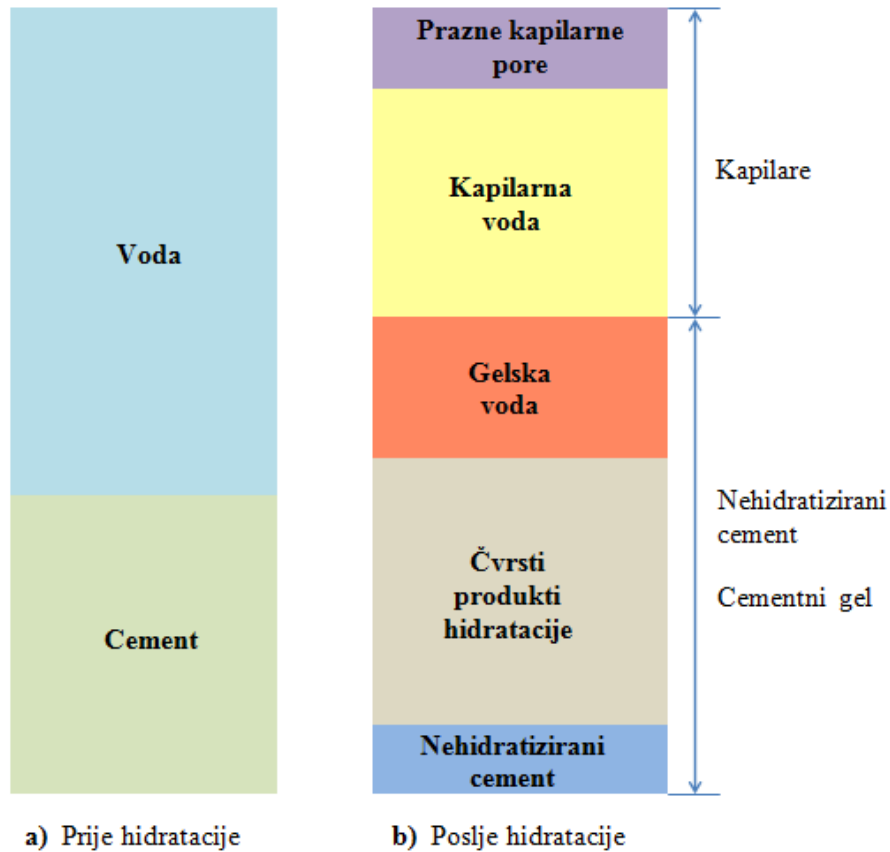 Voda
Cement
a) Prije hidratacije
Prazne kapilarne
pore
Kapilarna
voda
Gelska
voda
Čvrsti
produkti
hidratacije
Nehidratizirani
cement
b) Poslje hidratacije
Kapilare
Nehidratizirani
cement
Cementni gel